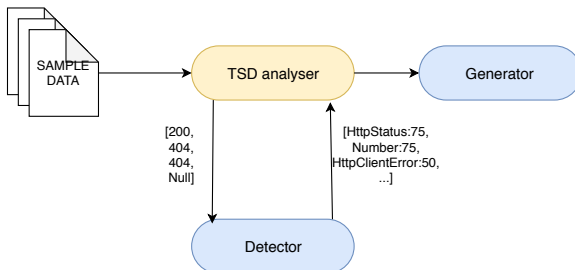 SAMPLE
DATA
TSD analyser
Generator
[200,
404,
404,
Null]
[HttpStatus:75,
Number:75,
HttpClientError:50,
...]
Detector